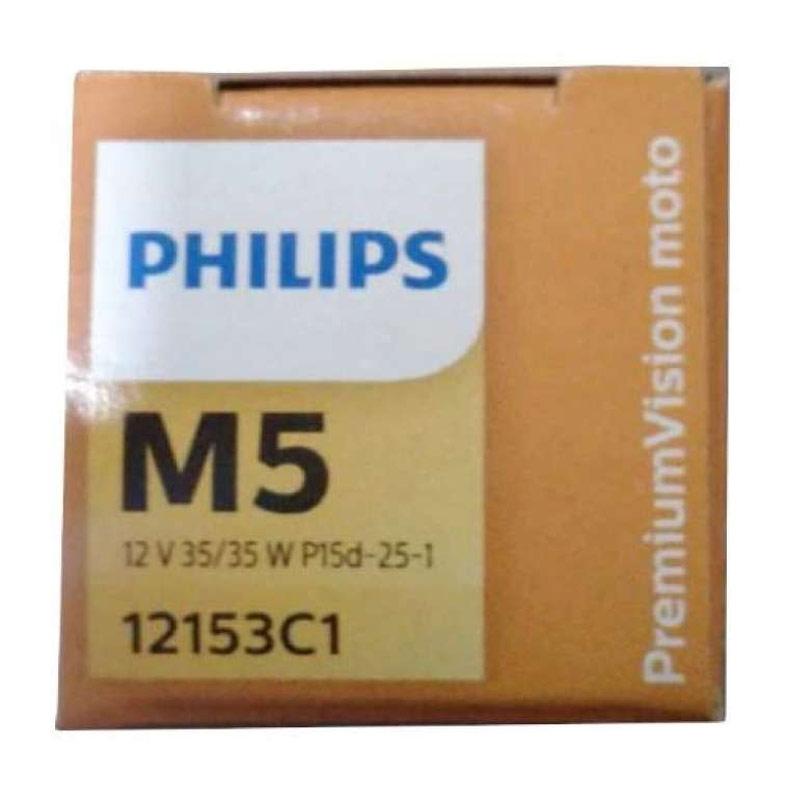 PHILIPS
M5
12 V 35/35 W P15d-25-1
12153C1
PremiumVision moto